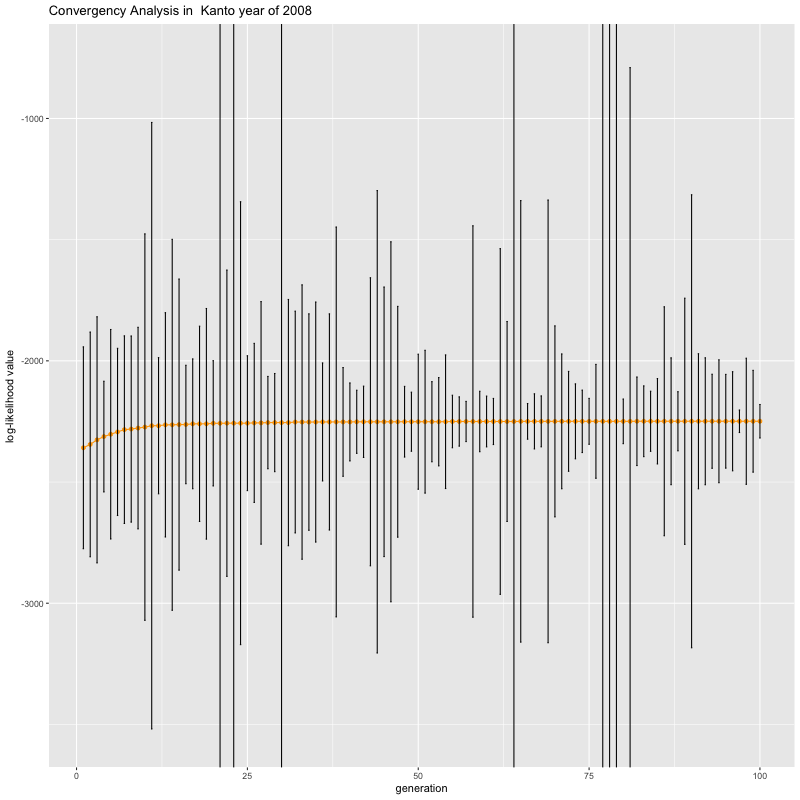 Convergency Analysis in  Kanto year of 2008
log-likelihood value
-1000
-2000
-3000
0 25 50 75 100
generation